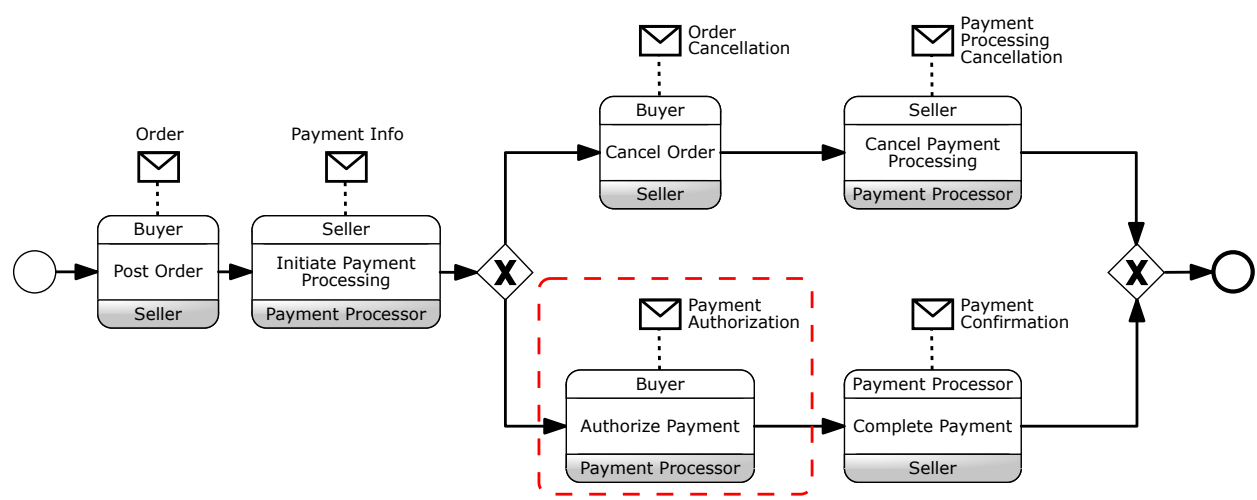 Order
Buyer
Post Order
Seller
Payment Info
Seller
Initiate Payment
Processing
Payment Processor
X
Order
Cancellation
Buyer
Cancel Order
Seller
Payment
Processing
Cancellation
Seller
Cancel Payment
Processing
Payment Processor
Payment
Authorization
Buyer
Authorize Payment
Payment Processor
Payment
Confirmation
Payment Processor
Complete Payment
Seller
X